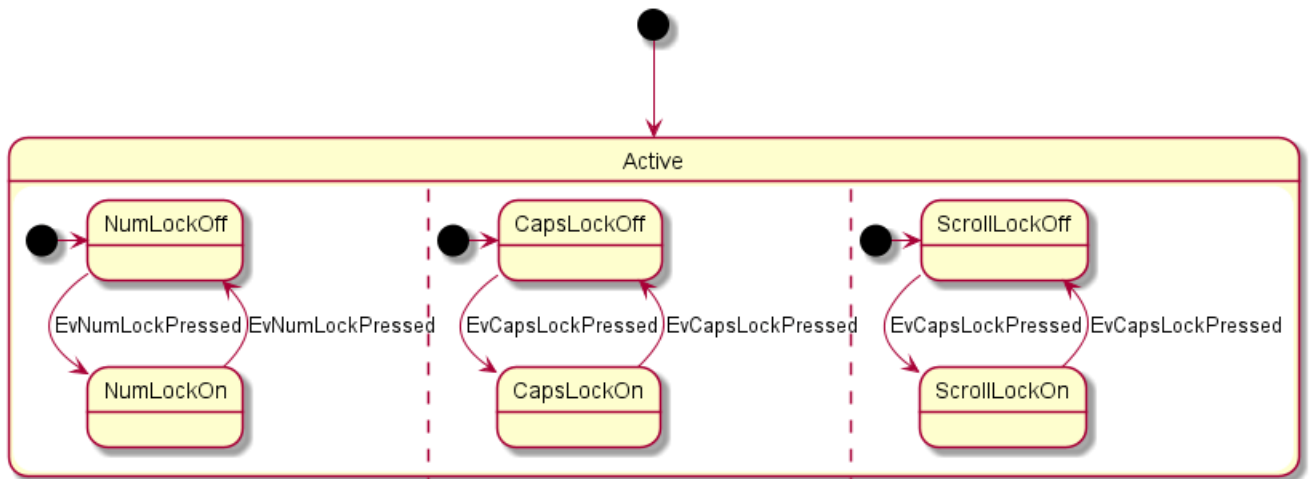 Active
NumLockOff
CapsLockOff
ScrollLockOff
EvNumLockPressed EvNumLockPressed EvCapsLockPressed EvCapsLockPressed EvCapsLockPressed EvCapsLockPressed
NumLockOn
CapsLockOn
ScrollLockOn